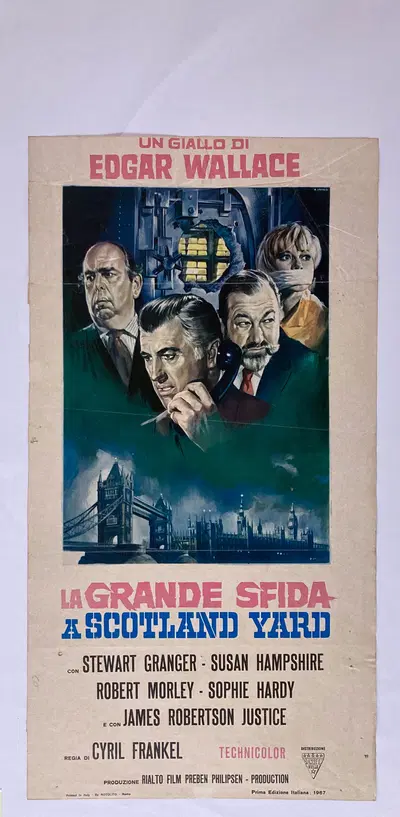 UN GIALLO DI
EDGAR WALLACE
LA GRANDE SFIDA
A SCOTLAND YARD
CON STEWART GRANGER - SUSAN HAMPSHIRE
ROBERT MORLEY - SOPHIE HARDY
E CON JAMES ROBERTSON JUSTICE
REGIA DI CYRIL FRANKEL TECHNICOLOR DISTRIBUZIONE
PRODUZIONE RIALTO FILM PREBEN PHILIPSEN - PRODUCTION
Prima Edizione Italiana 1967